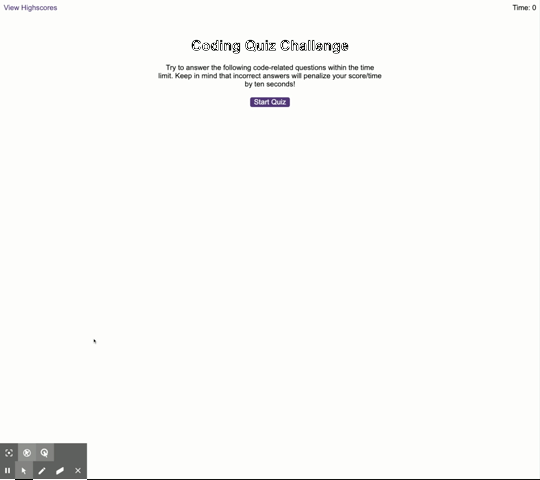 View Highscores
Time: 0
Coding Quiz Challenge
Try to answer the following code-related questions within the time
limit. Keep in mind that incorrect answers will penalize your score/time
by ten seconds!
Start Quiz